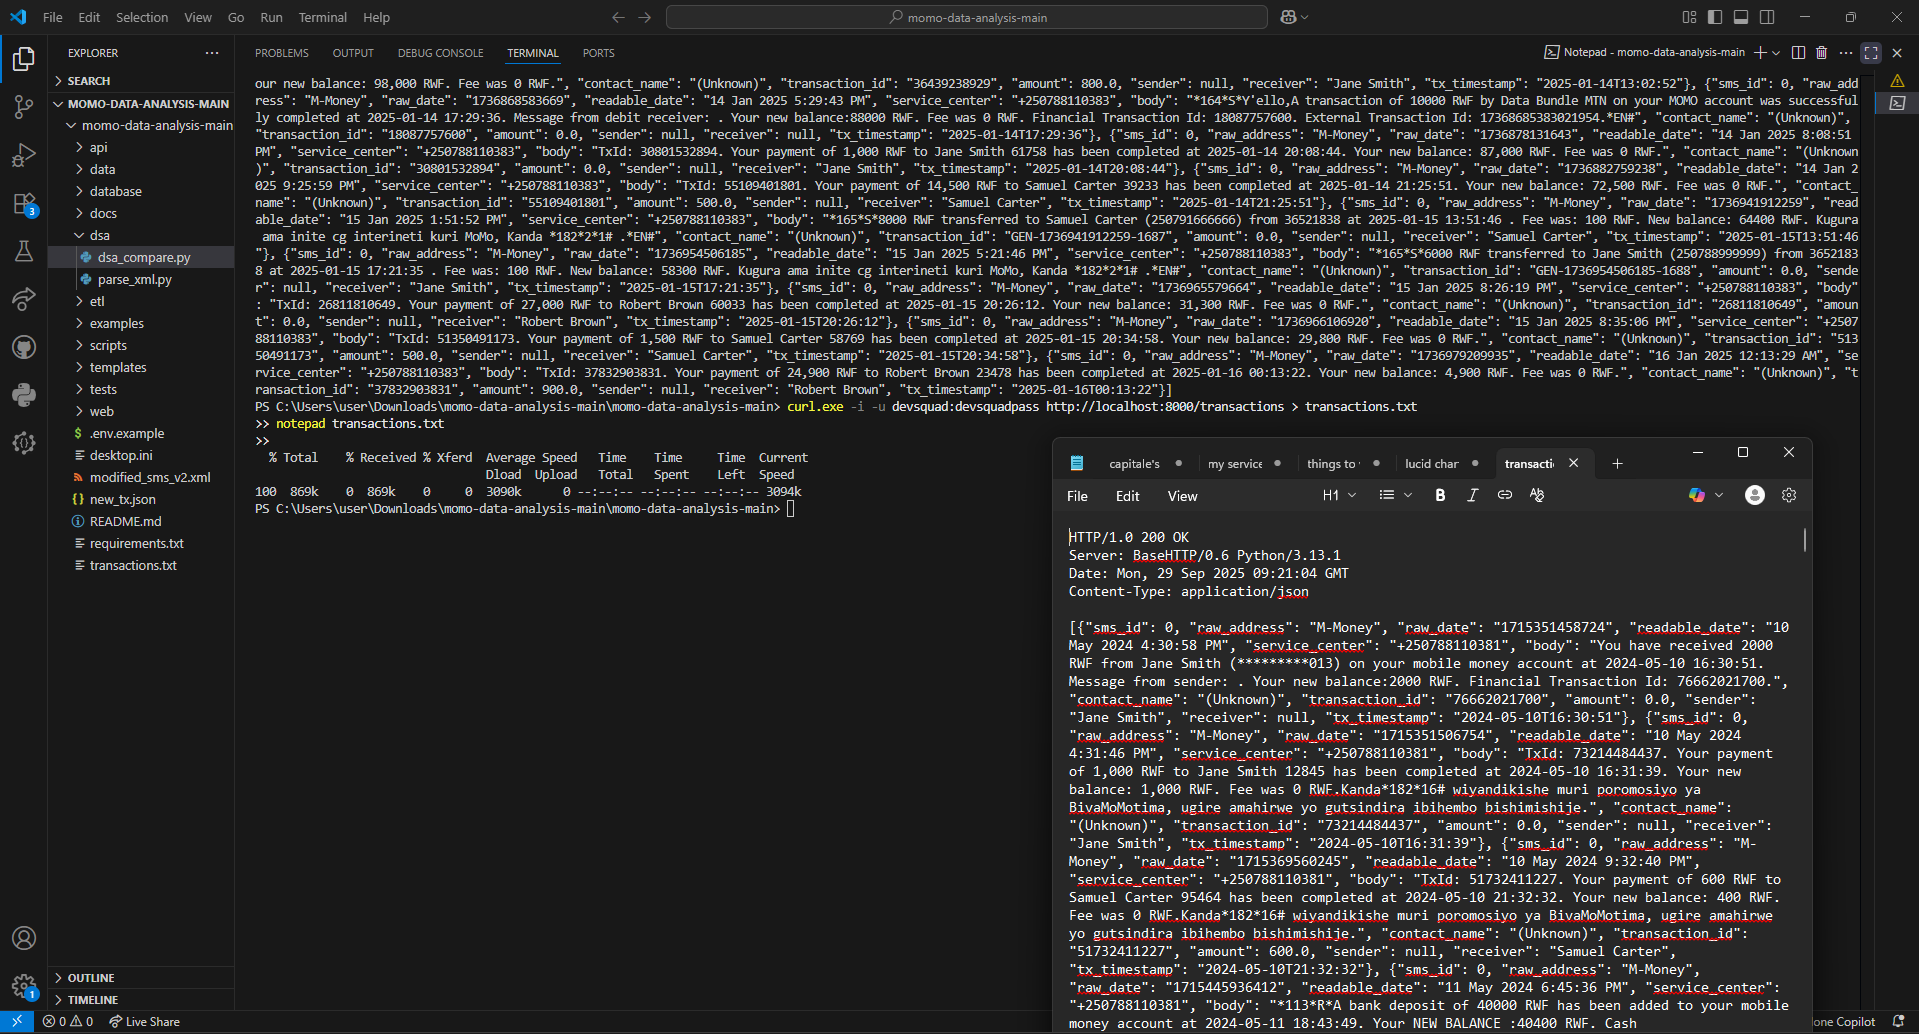 File Edit Selection View Go Run Terminal Help
momo-data-analysis-main
EXPLORER
SEARCH
MOMO-DATA-ANALYSIS-MAIN
momo-data-analysis-main
api
data
database
docs
dsa
dsa_compare.py
parse_xml.py
etl
examples
scripts
templates
tests
web
.env.example
desktop.ini
modified_sms_v2.xml
new_tx.json
README.md
requirements.txt
transactions.txt
OUTLINE
TIMELINE
3
1
0 0 Live Share
PROBLEMS OUTPUT DEBUG CONSOLE TERMINAL PORTS
Notepad - momo-data-analysis-main
our new balance: 98,000 RWF. Fee was 0 RWF.", "contact_name": "(Unknown)", "transaction_id": "36439238929", "amount": 800.0, "sender": null, "receiver": "Jane Smith", "tx_timestamp": "2025-01-14T13:02:52"}, {"sms_id": 0, "raw_add
ress": "M-Money", "raw_date": "1736868583669", "readable_date": "14 Jan 2025 5:29:43 PM", "service_center": "+250788110383", "body": "*164*S*Y'ello,A transaction of 10000 RWF by Data Bundle MTN on your MOMO account was successful
ly completed at 2025-01-14 17:29:36. Message from debit receiver: . Your new balance:88000 RWF. Fee was 0 RWF. Financial Transaction Id: 18087757600. External Transaction Id: 17368685383021954.*EN#", "contact_name": "(Unknown)",
"transaction_id": "18087757600", "amount": 0.0, "sender": null, "receiver": null, "tx_timestamp": "2025-01-14T17:29:36"}, {"sms_id": 0, "raw_address": "M-Money", "raw_date": "1736878131643", "readable_date": "14 Jan 2025 8:08:51
PM", "service_center": "+250788110383", "body": "TxId: 30801532894. Your payment of 1,000 RWF to Jane Smith 61758 has been completed at 2025-01-14 20:08:44. Your new balance: 87,000 RWF. Fee was 0 RWF.", "contact_name": "(Unknown
)", "transaction_id": "30801532894", "amount": 0.0, "sender": null, "receiver": "Jane Smith", "tx_timestamp": "2025-01-14T20:08:44"}, {"sms_id": 0, "raw_address": "M-Money", "raw_date": "1736882759238", "readable_date": "14 Jan 2
025 9:25:59 PM", "service_center": "+250788110383", "body": "TxId: 55109401801. Your payment of 14,500 RWF to Samuel Carter 39233 has been completed at 2025-01-14 21:25:51. Your new balance: 72,500 RWF. Fee was 0 RWF.", "contact_
name": "(Unknown)", "transaction_id": "55109401801", "amount": 500.0, "sender": null, "receiver": "Samuel Carter", "tx_timestamp": "2025-01-14T21:25:51"}, {"sms_id": 0, "raw_address": "M-Money", "raw_date": "1736941912259", "read
able_date": "15 Jan 2025 1:51:52 PM", "service_center": "+250788110383", "body": "*165*S*8000 RWF transferred to Samuel Carter (250791666666) from 36521838 at 2025-01-15 13:51:46 . Fee was: 100 RWF. New balance: 64400 RWF. Kugura
ama inite cg interineti kuri MoMo, Kanda *182*2*1# .*EN#", "contact_name": "(Unknown)", "transaction_id": "GEN-1736941912259-1687", "amount": 0.0, "sender": null, "receiver": "Samuel Carter", "tx_timestamp": "2025-01-15T13:51:46
"}, {"sms_id": 0, "raw_address": "M-Money", "raw_date": "1736954506185", "readable_date": "15 Jan 2025 5:21:46 PM", "service_center": "+250788110383", "body": "*165*S*6000 RWF transferred to Jane Smith (250788999999) from 3652183
8 at 2025-01-15 17:21:35 . Fee was: 100 RWF. New balance: 58300 RWF. Kugura ama inite cg interineti kuri MoMo, Kanda *182*2*1# .*EN#", "contact_name": "(Unknown)", "transaction_id": "GEN-1736954506185-1688", "amount": 0.0, "sende
r": null, "receiver": "Jane Smith", "tx_timestamp": "2025-01-15T17:21:35"}, {"sms_id": 0, "raw_address": "M-Money", "raw_date": "1736965579664", "readable_date": "15 Jan 2025 8:26:19 PM", "service_center": "+250788110383", "body"
: "TxId: 26811810649. Your payment of 27,000 RWF to Robert Brown 60033 has been completed at 2025-01-15 20:26:12. Your new balance: 31,300 RWF. Fee was 0 RWF.", "contact_name": "(Unknown)", "transaction_id": "26811810649", "amoun
t": 0.0, "sender": null, "receiver": "Robert Brown", "tx_timestamp": "2025-01-15T20:26:12"}, {"sms_id": 0, "raw_address": "M-Money", "raw_date": "1736966106920", "readable_date": "15 Jan 2025 8:35:06 PM", "service_center": "+2507
88110383", "body": "TxId: 51350491173. Your payment of 1,500 RWF to Samuel Carter 58769 has been completed at 2025-01-15 20:34:58. Your new balance: 29,800 RWF. Fee was 0 RWF.", "contact_name": "(Unknown)", "transaction_id": "513
50491173", "amount": 500.0, "sender": null, "receiver": "Samuel Carter", "tx_timestamp": "2025-01-15T20:34:58"}, {"sms_id": 0, "raw_address": "M-Money", "raw_date": "1736979209935", "readable_date": "16 Jan 2025 12:13:29 AM", "se
rvice_center": "+250788110383", "body": "TxId: 37832903831. Your payment of 24,900 RWF to Robert Brown 23478 has been completed at 2025-01-16 00:13:22. Your new balance: 4,900 RWF. Fee was 0 RWF.", "contact_name": "(Unknown)", "t
ransaction_id": "37832903831", "amount": 900.0, "sender": null, "receiver": "Robert Brown", "tx_timestamp": "2025-01-16T00:13:22"}]
PS C:\Users\user\Downloads\momo-data-analysis-main\momo-data-analysis-main> curl.exe -i -u devsquad:devsquadpass http://localhost:8000/transactions > transactions.txt
>> notepad transactions.txt
>>
% Total % Received % Xferd Average Speed Time Time Time Current
Dload Upload Total Spent Left Speed
100 869k 0 869k 0 0 3090k 0 --:--:-- --:--:-- --:--:-- 3094k
PS C:\Users\user\Downloads\momo-data-analysis-main\momo-data-analysis-main>
capitale's my service things to lucid char transacti
File Edit View H1 B I
HTTP/1.0 200 OK
Server: BaseHTTP/0.6 Python/3.13.1
Date: Mon, 29 Sep 2025 09:21:04 GMT
Content-Type: application/json
[{"sms_id": 0, "raw_address": "M-Money", "raw_date": "1715351458724", "readable_date": "10
May 2024 4:30:58 PM", "service_center": "+250788110381", "body": "You have received 2000
RWF from Jane Smith (*********013) on your mobile money account at 2024-05-10 16:30:51.
Message from sender: . Your new balance:2000 RWF. Financial Transaction Id: 76662021700.",
"contact_name": "(Unknown)", "transaction_id": "76662021700", "amount": 0.0, "sender":
"Jane Smith", "receiver": null, "tx_timestamp": "2024-05-10T16:30:51"}, {"sms_id": 0,
"raw_address": "M-Money", "raw_date": "1715351506754", "readable_date": "10 May 2024
4:31:46 PM", "service_center": "+250788110381", "body": "TxId: 73214484437. Your payment
of 1,000 RWF to Jane Smith 12845 has been completed at 2024-05-10 16:31:39. Your new
balance: 1,000 RWF. Fee was 0 RWF.Kanda*182*16# wiyandikishe muri poromosiyo ya
BivaMoMotima, ugire amahirwe yo gutsindira ibihembo bishimishije.", "contact_name":
"(Unknown)", "transaction_id": "73214484437", "amount": 0.0, "sender": null, "receiver":
"Jane Smith", "tx_timestamp": "2024-05-10T16:31:39"}, {"sms_id": 0, "raw_address": "M-
Money", "raw_date": "1715369560245", "readable_date": "10 May 2024 9:32:40 PM",
"service_center": "+250788110381", "body": "TxId: 51732411227. Your payment of 600 RWF to
Samuel Carter 95464 has been completed at 2024-05-10 21:32:32. Your new balance: 400 RWF.
Fee was 0 RWF.Kanda*182*16# wiyandikishe muri poromosiyo ya BivaMoMotima, ugire amahirwe
yo gutsindira ibihembo bishimishije.", "contact_name": "(Unknown)", "transaction_id":
"51732411227", "amount": 600.0, "sender": null, "receiver": "Samuel Carter",
"tx_timestamp": "2024-05-10T21:32:32"}, {"sms_id": 0, "raw_address": "M-Money",
"raw_date": "1715445936412", "readable_date": "11 May 2024 6:45:36 PM", "service_center":
"+250788110381", "body": "*113*R*A bank deposit of 40000 RWF has been added to your mobile
money account at 2024-05-11 18:43:49. Your NEW BALANCE :40400 RWF. Cash
one Copilot